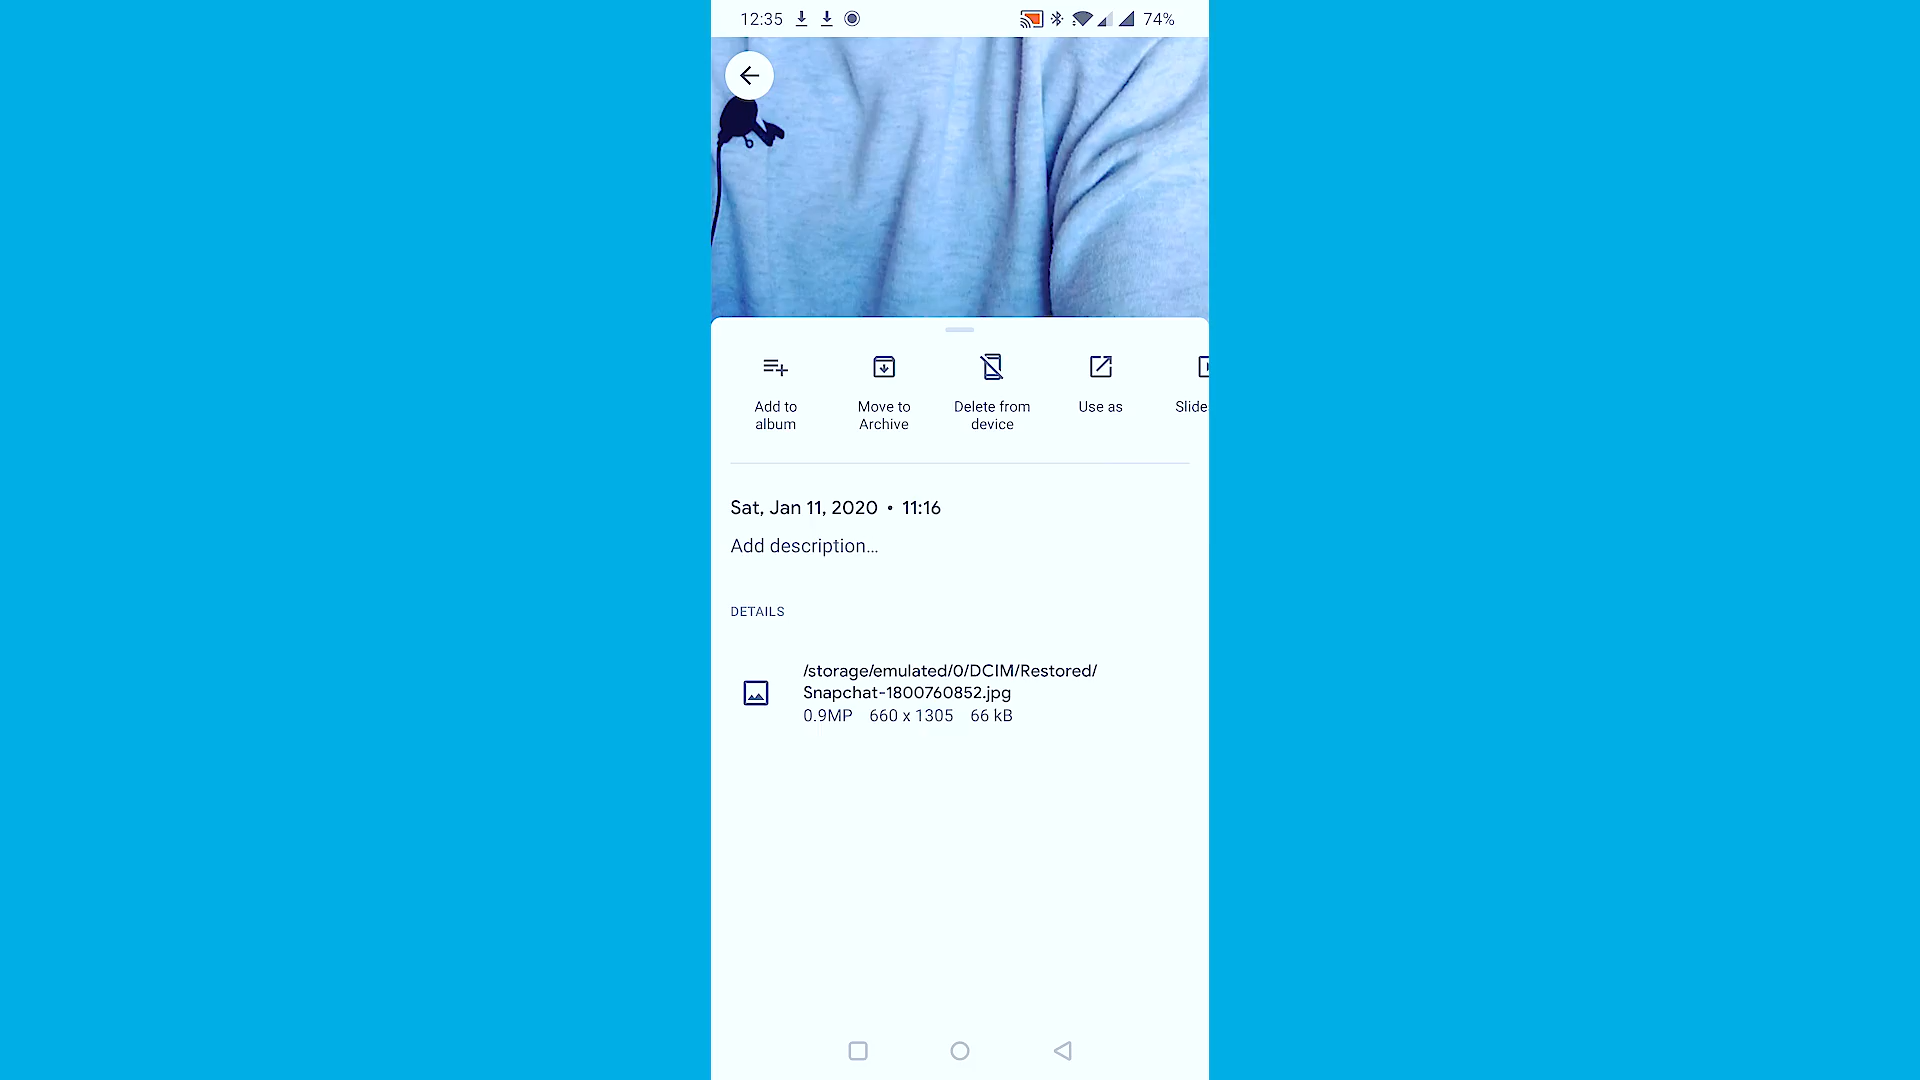 12:35 74%
Add to
album
Move to
Archive
Delete from
device
Use as
Slide
Sat, Jan 11, 2020 • 11:16
Add description...
DETAILS
/storage/emulated/0/DCIM/Restored/
Snapchat-1800760852.jpg
0.9MP 660 x 1305 66 kB